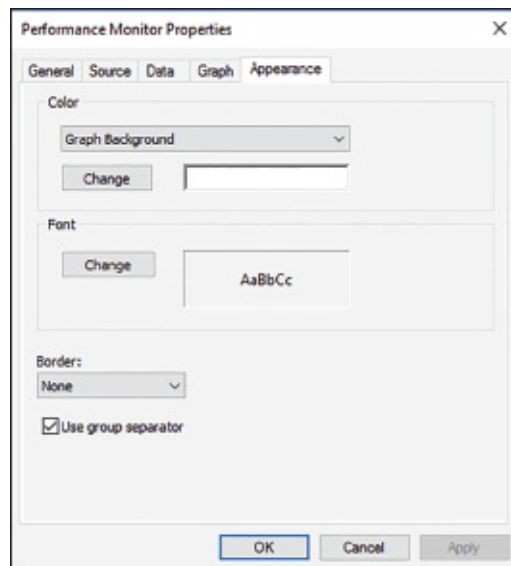 Performance Monitor Properties
General Source Data Graph Appearance
Color
Graph Background
Change
Font
Change
AaBbCc
Border:
None
Use group separator
OK Cancel Apply